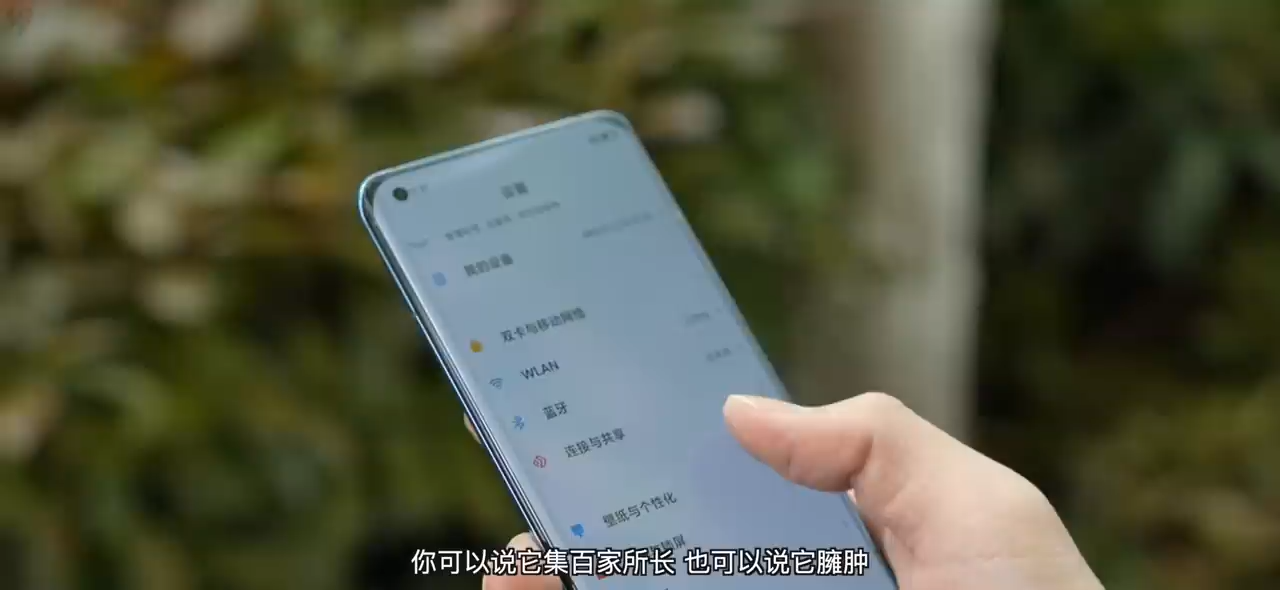 设置
我的设备
双卡与移动网络
WLAN
蓝牙
连接与共享
壁纸与个性化
你可以说它集百家所长 也可以说它臃肿